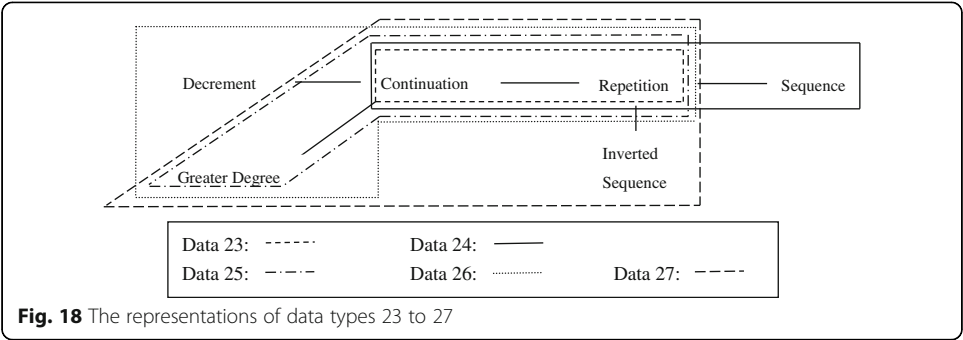 Decrement Continuation Repetition Sequence
Inverted
Sequence
Greater Degree
Data 23: Data 24:
Data 25: Data 26: Data 27:
Fig. 18 The representations of data types 23 to 27